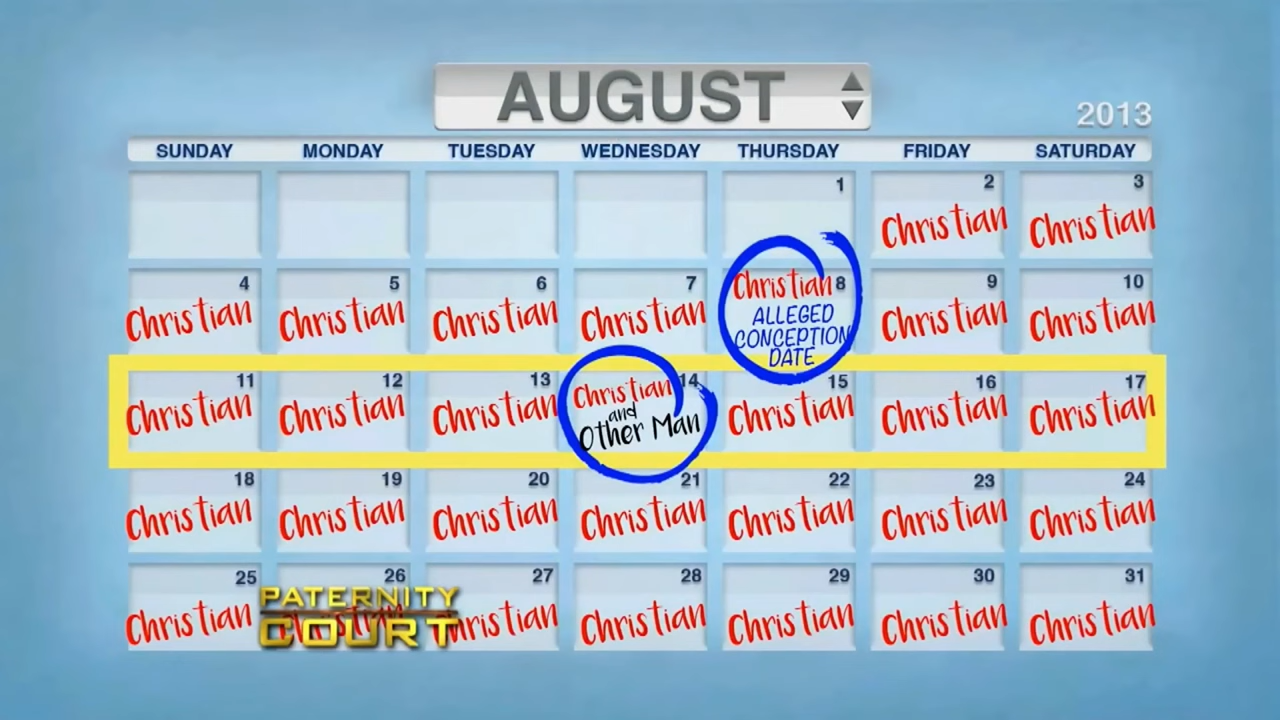 AUGUST
2013
SUNDAY MONDAY TUESDAY WEDNESDAY THURSDAY FRIDAY SATURDAY
1 2 3
Christian Christian
4 5 6 7 Christian 8 9 10
Christian Christian Christian Christian ALLEGED Christian Christian
CONCEPTION
DATE
11 12 13 14 15 16 17
Christian Christian Christian Christian Christian Christian Christian
and
Other Man
18 19 20 21 22 23 24
Christian Christian Christian Christian Christian Christian Christian
25 26 27 28 29 30 31
Christian Christian Christian Christian Christian Christian Christian
PATERNITY
COURT